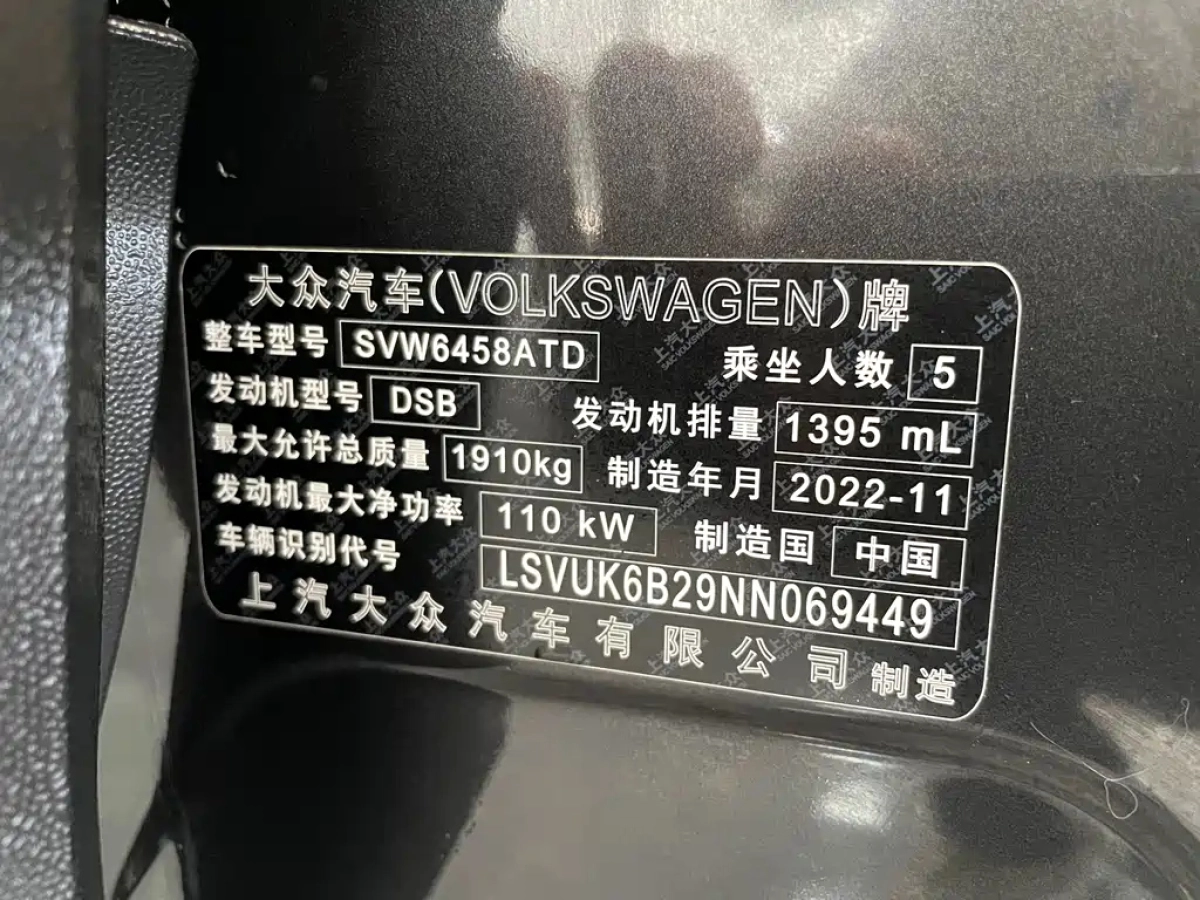 大众汽车(VOLKSWAGEN)牌
整车型号 SVW6458ATD 乘坐人数 5
发动机型号 DSB 发动机排量 1395 mL
最大允许总质量 1910kg 制造年月 2022-11
发动机最大净功率 110 kW 制造国 中国
车辆识别代号 LSVUK6B29NN069449
上汽大众汽车有限公司制造